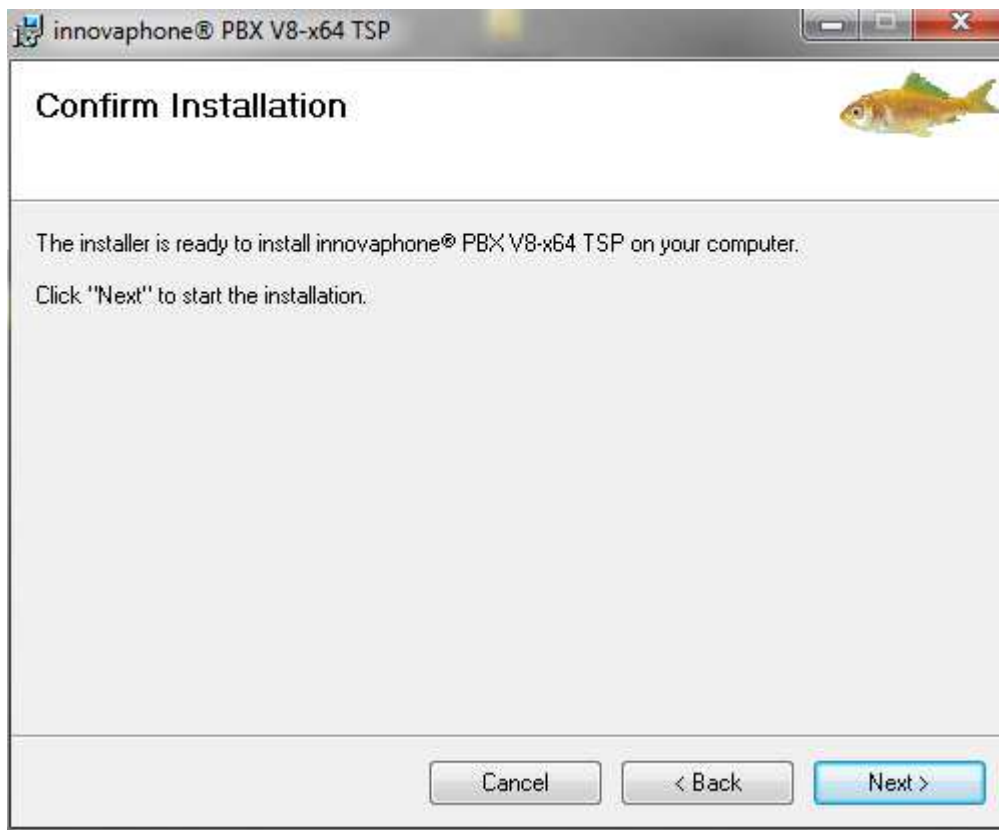 innovaphone® PBX V8-x64 TSP
Confirm Installation
The installer is ready to install innovaphone® PBX V8-x64 TSP on your computer.
Click "Next" to start the installation.
Cancel
< Back
Next >